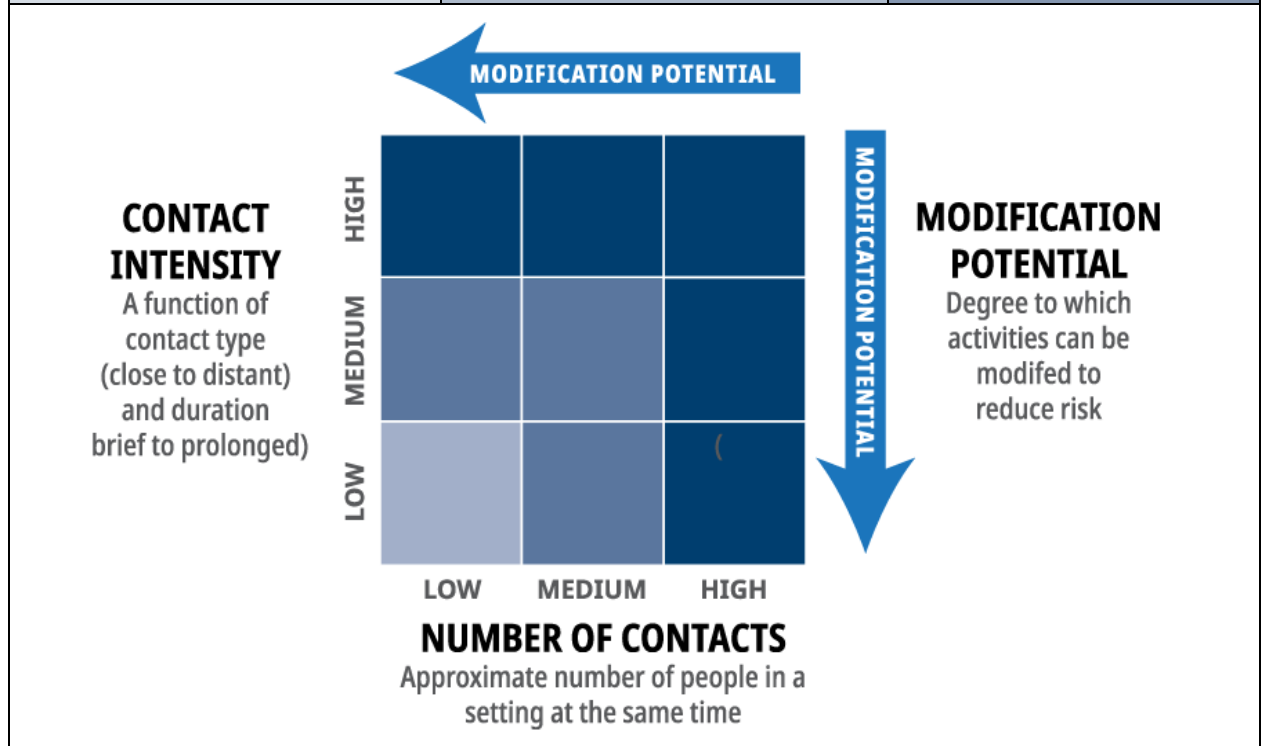 MODIFICATION POTENTIAL
CONTACT
INTENSITY
A function of
contact type
(close to distant)
and duration
brief to prolonged)
HIGH
MEDIUM
LOW
(
MODIFICATION POTENTIAL
MODIFICATION
POTENTIAL
Degree to which
activities can be
modifed to
reduce risk
LOW MEDIUM HIGH
NUMBER OF CONTACTS
Approximate number of people in a
setting at the same time